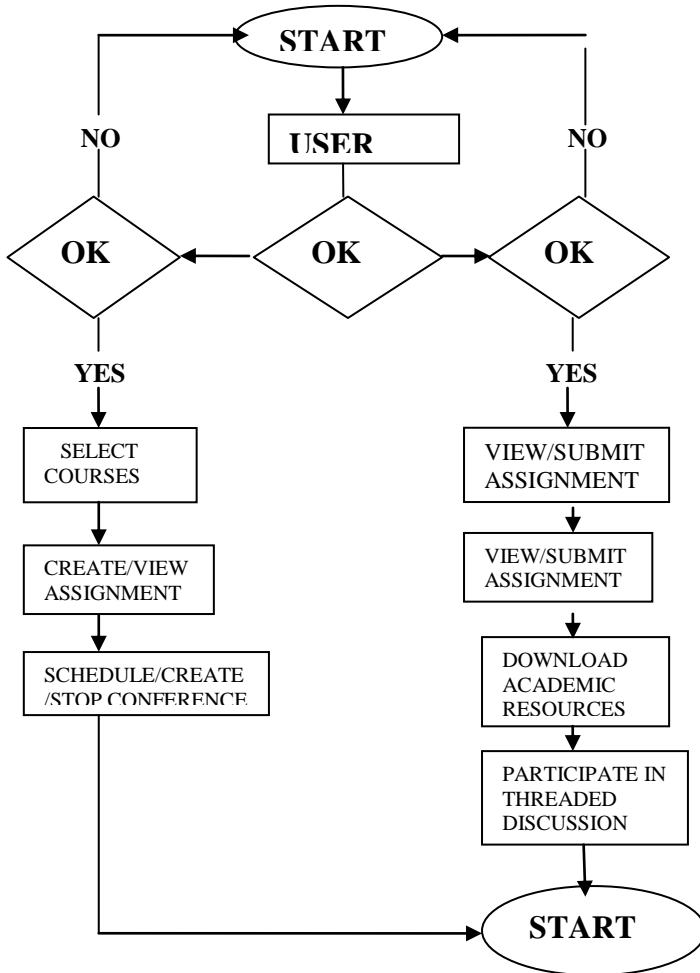 START
USER
NO
NO
OK
OK
OK
YES
YES
SELECT
COURSES
VIEW/SUBMIT
ASSIGNMENT
CREATE/VIEW
ASSIGNMENT
VIEW/SUBMIT
ASSIGNMENT
SCHEDULE/CREATE
/STOP CONFERENCE
DOWNLOAD
ACADEMIC
RESOURCES
PARTICIPATE IN
THREADED
DISCUSSION
START